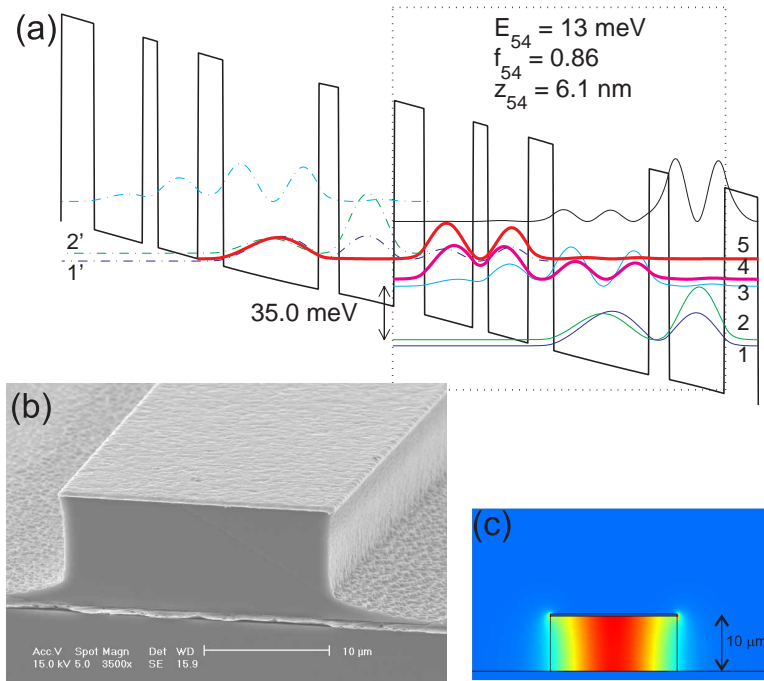 (a)
E54 = 13 meV
f54 = 0.86
z54 = 6.1 nm
2'
1'
5
4
3
2
1
35.0 meV
(b)
Acc.V Spot Magn Det WD
15.0 kV 5.0 3500x SE 15.9
10 µm
(c)
10 µm